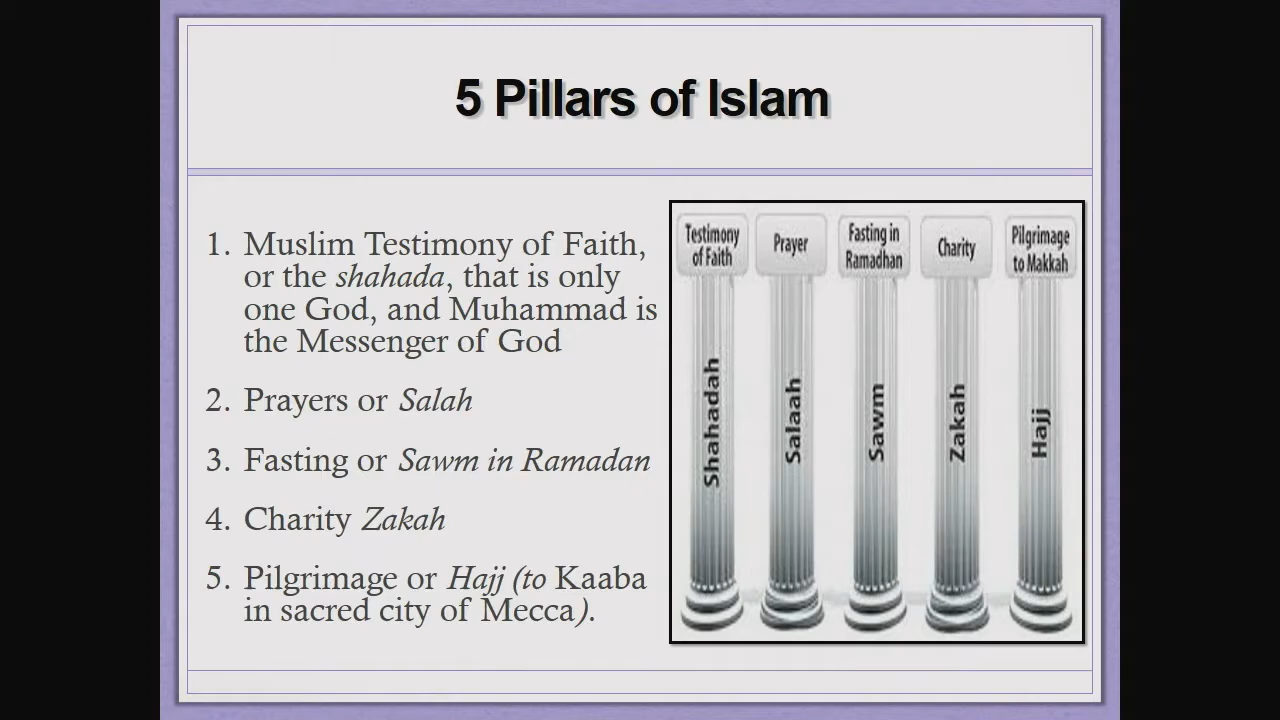 5 Pillars of Islam
1. Muslim Testimony of Faith,
or the shahada, that is only
one God, and Muhammad is
the Messenger of God
2. Prayers or Salah
3. Fasting or Sawm in Ramadan
4. Charity Zakah
5. Pilgrimage or Hajj (to Kaaba
in sacred city of Mecca).
Testimony
of Faith
Prayer
Fasting in
Ramadhan
Charity
Pilgrimage
to Makkah
Shahadah
Salaah
Sawm
Zakah
Hajj